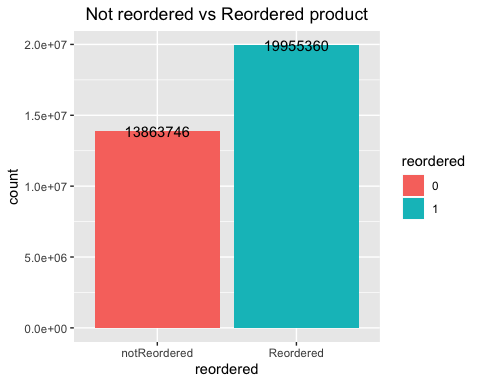 Not reordered vs Reordered product
2.0e+07
1.5e+07
1.0e+07
5.0e+06
0.0e+00
count
19955360
13863746
notReordered
Reordered
reordered
reordered
0
1